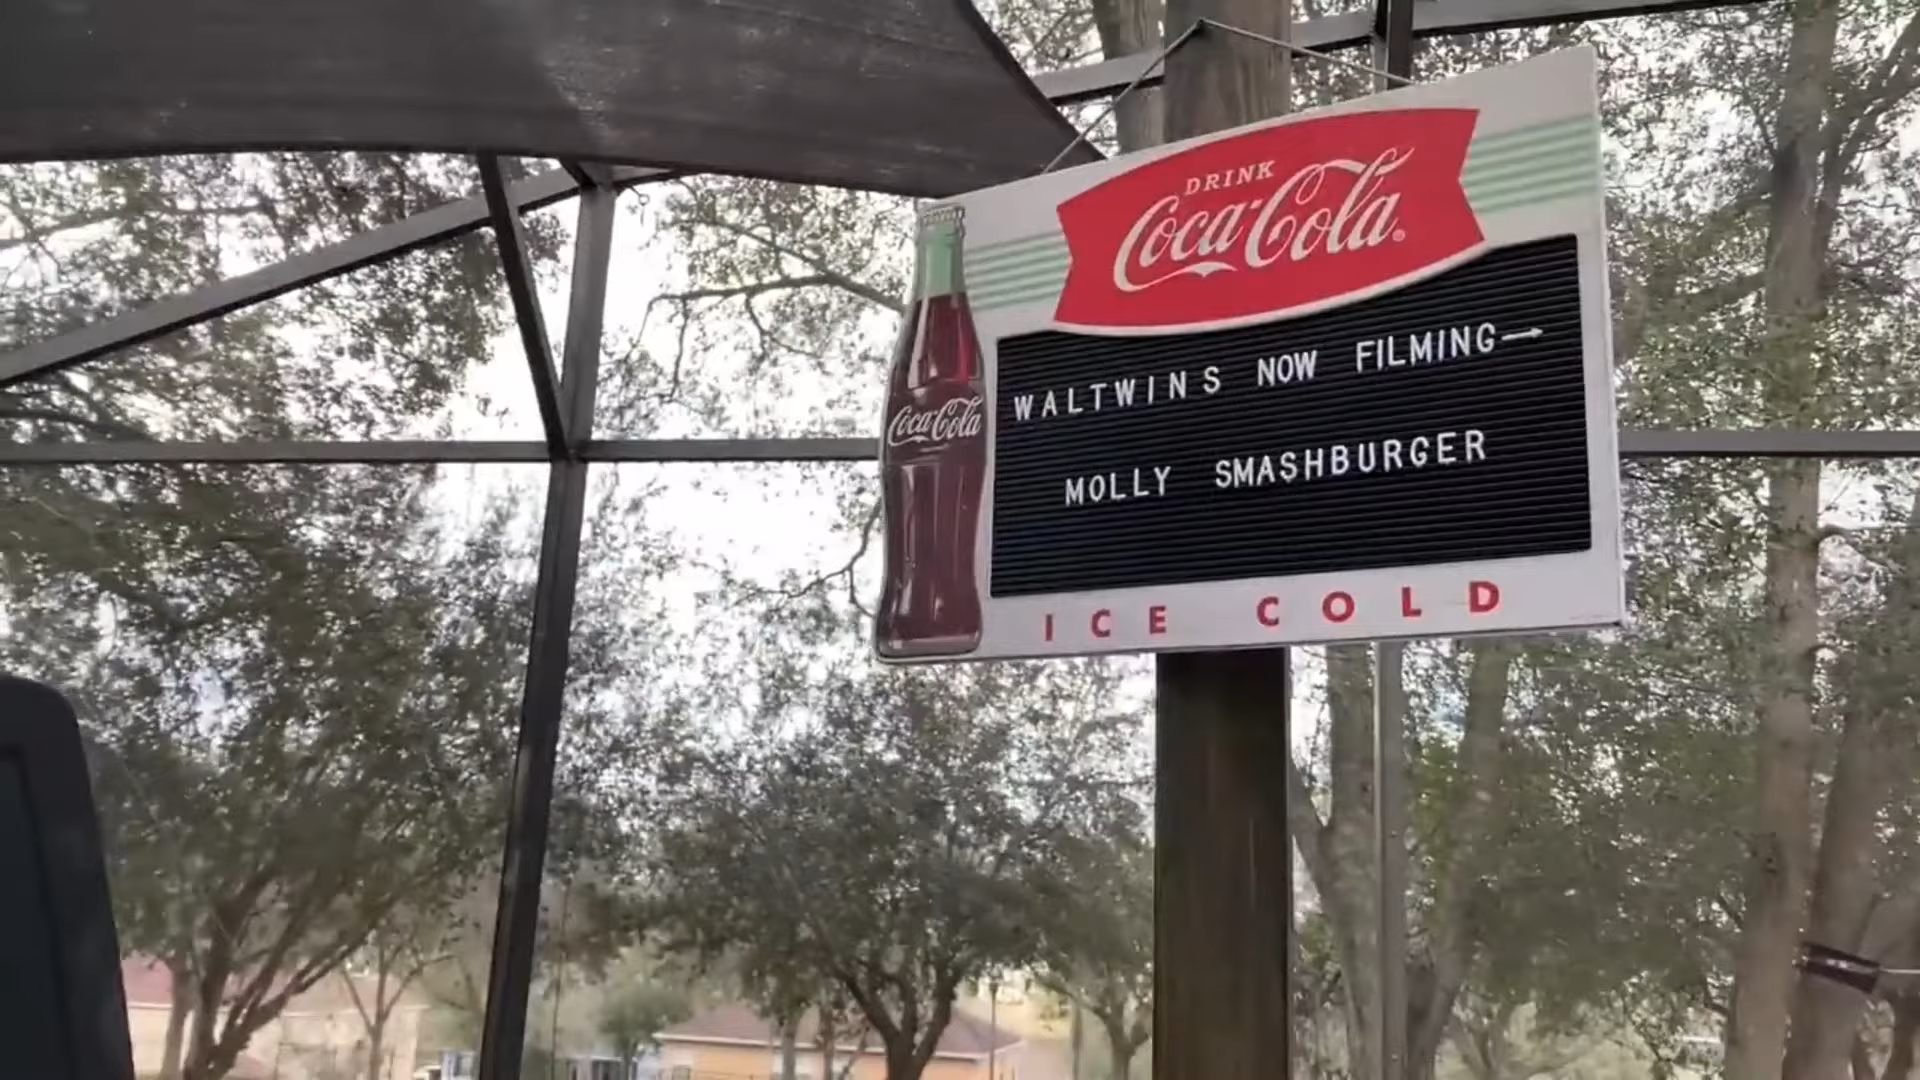 DRINK
Coca-Cola®
Coca-Cola
WALTWINS NOW FILMING→
MOLLY SMASHBURGER
ICE COLD